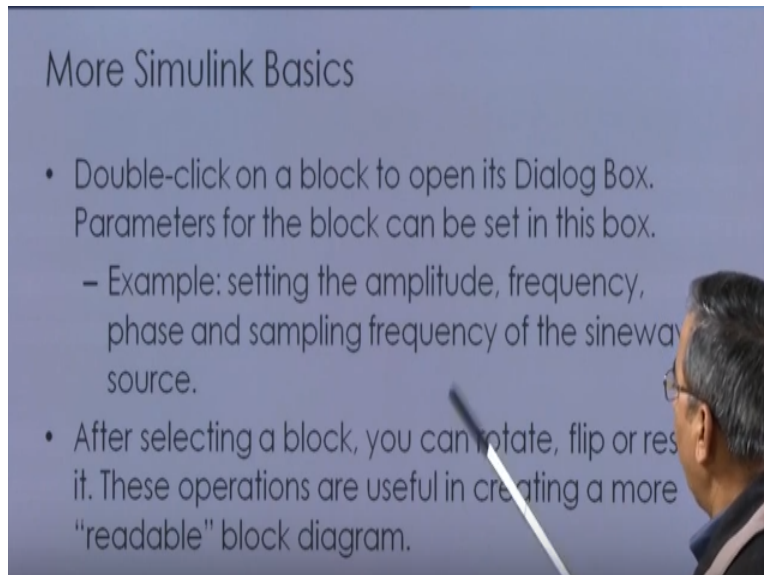 More Simulink Basics
• Double-click on a block to open its Dialog Box.
Parameters for the block can be set in this box.
– Example: setting the amplitude, frequency,
phase and sampling frequency of the
source.
• After selecting a block, you can rotate, flip or
it. These operations are useful in creating a more
"readable" block diagram.